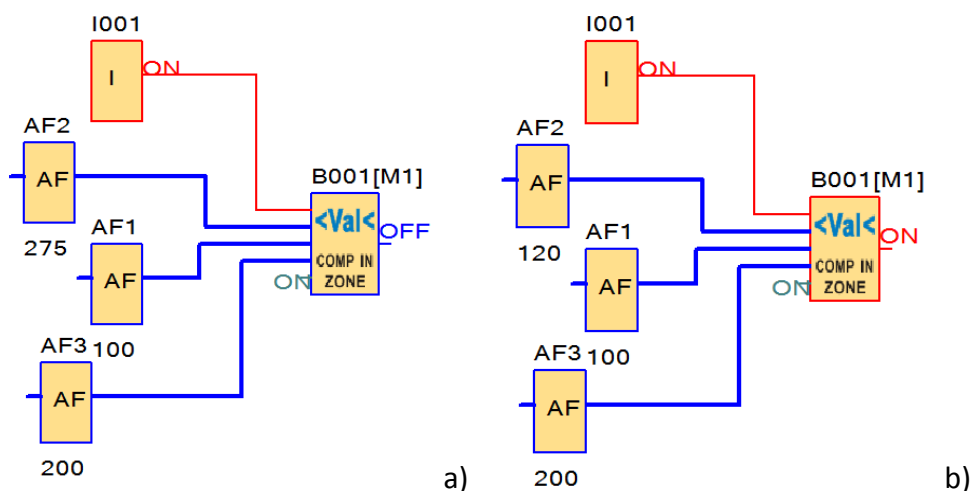 I001
ON
I
AF2
AF
275
B001[M1]
<Val<
OFF
AF1
AF
COMP IN
ZONE
ON
AF3
100
AF
200
a)
I001
ON
I
AF2
AF
120
B001[M1]
<Val<
ON
AF1
AF
COMP IN
ZONE
ON
AF3
100
AF
200
b)